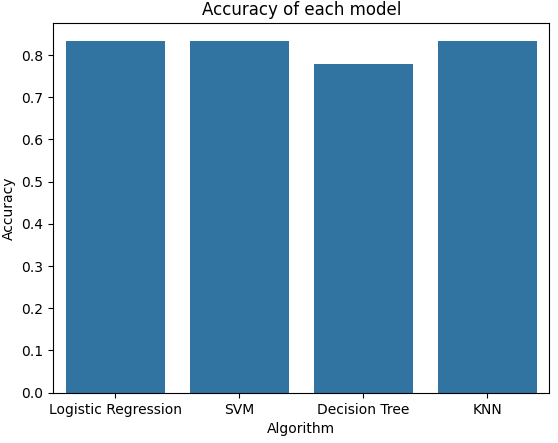 Accuracy of each model
Accuracy
0.8
0.7
0.6
0.5
0.4
0.3
0.2
0.1
0.0
Logistic Regression SVM Decision Tree KNN
Algorithm